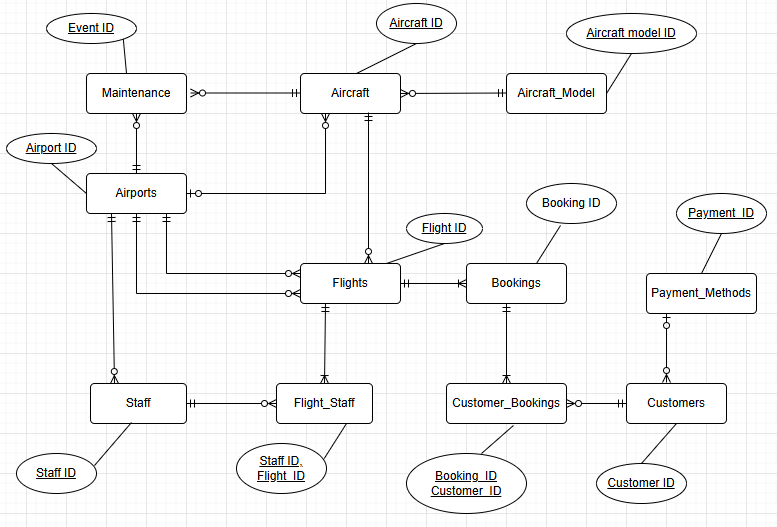 Event ID
Aircraft ID
Aircraft model ID
Maintenance
Aircraft
Aircraft_Model
Airport ID
Airports
Booking ID
Payment_ID
Flight ID
Flights
Bookings
Payment_Methods
Staff
Flight_Staff
Customer_Bookings
Customers
Staff ID
Staff ID,
Flight_ID
Booking_ID
Customer_ID
Customer ID